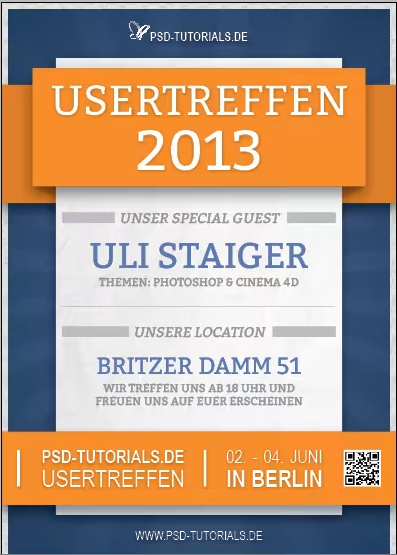 PSD-TUTORIALS.DE
USERTREFFEN
2013
UNSER SPECIAL GUEST
ULI STAIGER
THEMEN: PHOTOSHOP & CINEMA 4D
UNSERE LOCATION
BRITZER DAMM 51
WIR TREFFEN UNS AB 18 UHR UND
FREUEN UNS AUF EUER ERSCHEINEN
PSD-TUTORIALS.DE
USERTREFFEN
02. - 04. JUNI
IN BERLIN
WWW.PSD-TUTORIALS.DE